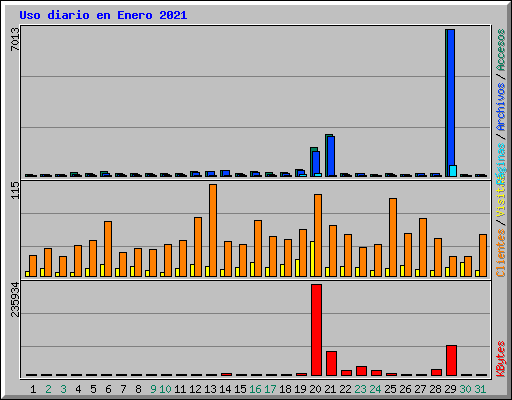 Uso diario en Enero 2021
7013
115
235934
Clientes / Visitas
Páginas / Archivos / Accesos
KBytes
1 2 3 4 5 6 7 8 9 10 11 12 13 14 15 16 17 18 19 20 21 22 23 24 25 26 27 28 29 30 31